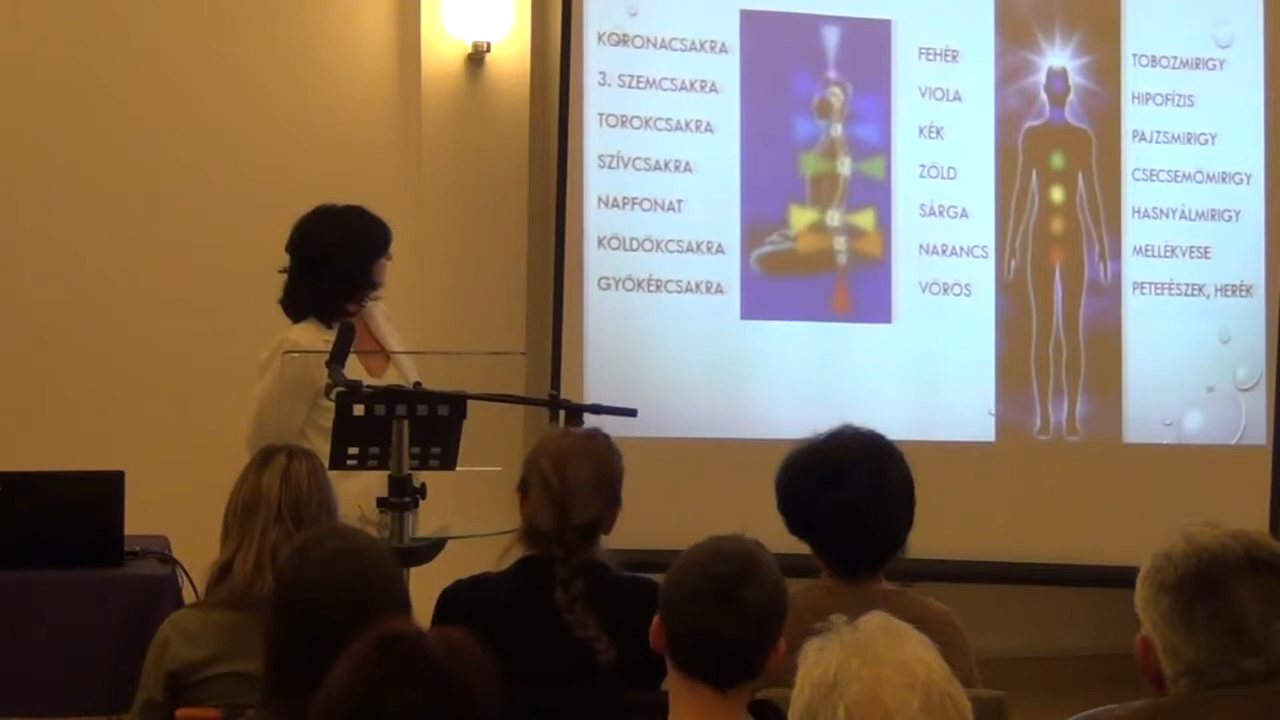 KORONACSAKRA
3. SZEMCSAKRA
TOROKCSAKRA
SZÍVCSAKRA
NAPFONAT
KÖLDÖKCSAKRA
GYÖKÉRCSAKRA
FEHÉR
VIOLA
KÉK
ZÖLD
SÁRGA
NARANCS
VÖRÖS
TOBOZMIRIGY
HIPOFÍZIS
PAJZSMIRIGY
CSECSEMŐMIRIGY
HASNYÁLMIRIGY
MELLÉKVESE
PETEFÉSZEK, HERÉK